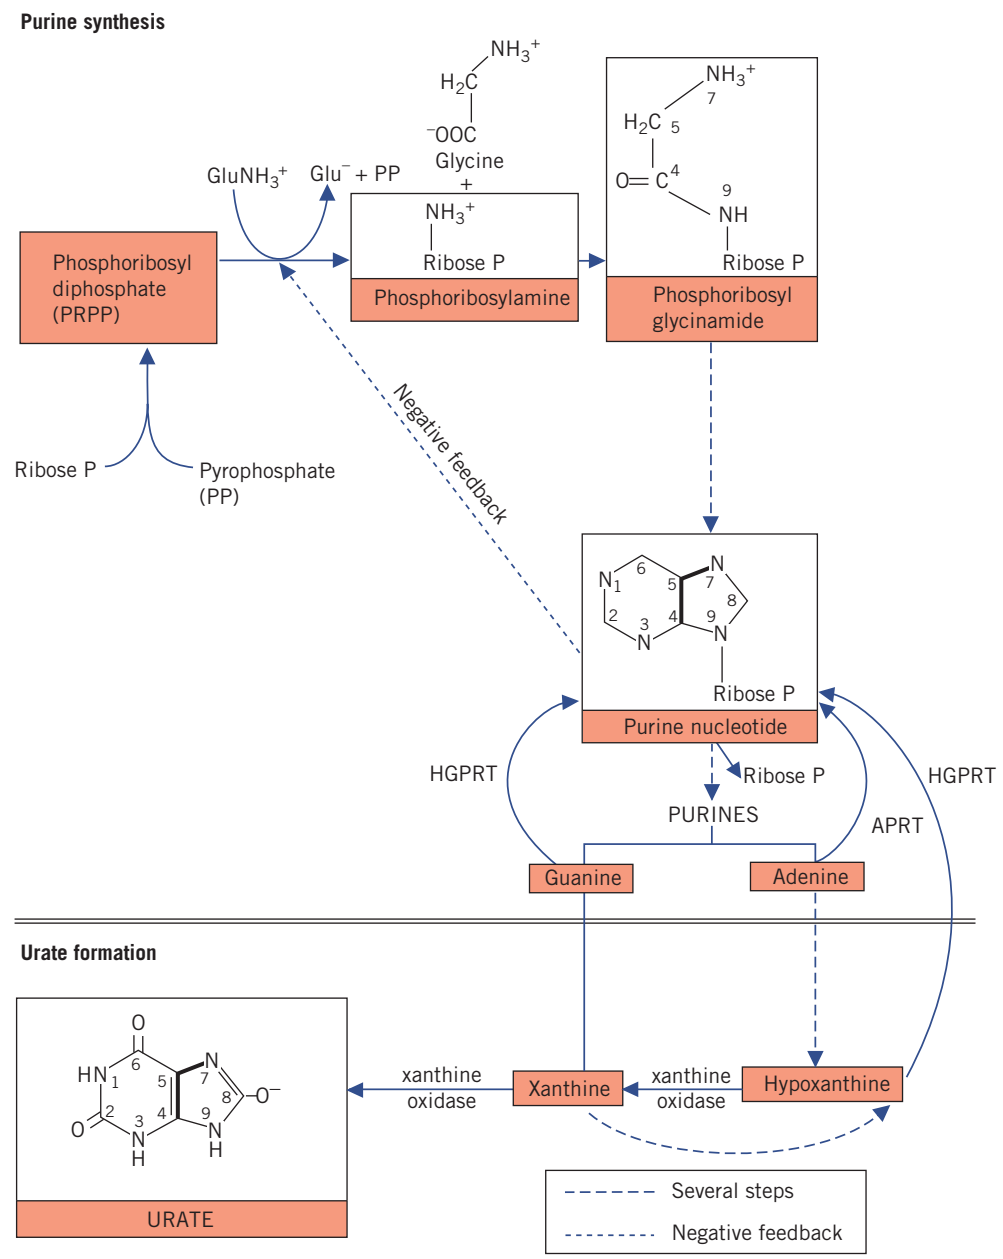 Purine synthesis
NH₃⁺
H₂C
⁻OOC
Glycine
+
NH₃⁺
7
H₂C 5
O=C⁴
9
NH
Ribose P
Phosphoribosyl
glycinamide
GluNH₃⁺
Glu⁻ + PP
NH₃⁺
Ribose P
Phosphoribosylamine
Phosphoribosyl
diphosphate
(PRPP)
Negative feedback
Ribose P
Pyrophosphate
(PP)
6
N
N1
5
7
8
2
3
4
9
N
N
Ribose P
Purine nucleotide
HGPRT
Ribose P
HGPRT
PURINES
APRT
Guanine
Adenine
Urate formation
O
6
HN 1
5
N
7
8
O⁻
2
O
3
4
9
N
H
N
H
URATE
xanthine
oxidase
Xanthine
xanthine
oxidase
Hypoxanthine
Several steps
Negative feedback